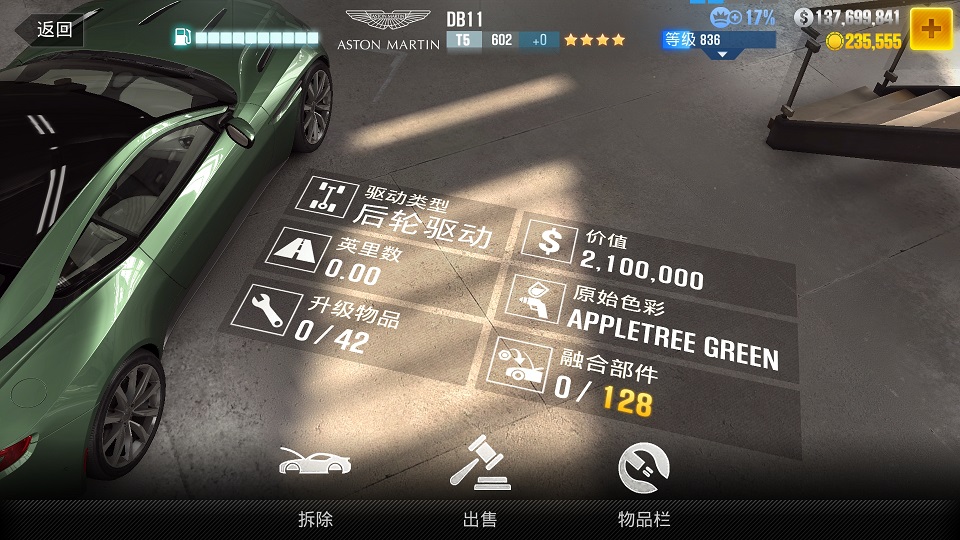 返回
ASTON MARTIN
DB11
T5 602 +0
17%
等级 836
137,699,841
235,555
驱动类型
后轮驱动
英里数
0.00
升级物品
0/42
价值
2,100,000
原始色彩
APPLETREE GREEN
融合部件
0/ 128
拆除
出售
物品栏